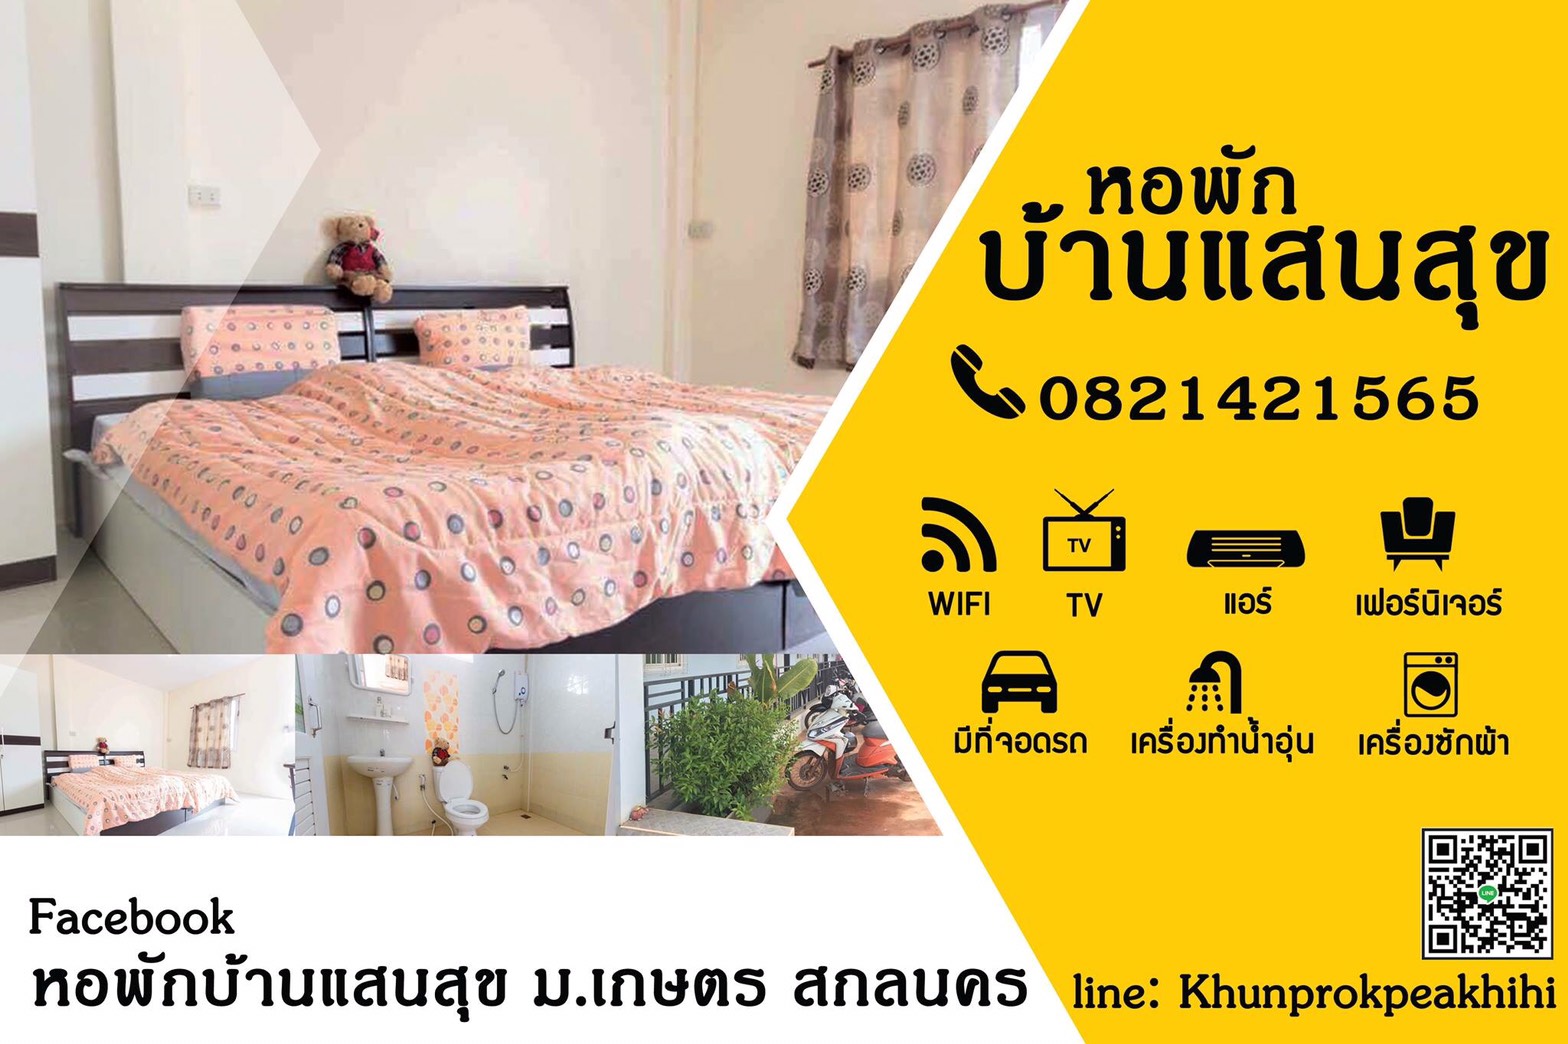 หอพัก
บ้านแสนสุข
0821421565
TV
WIFI
TV
แอร์
เฟอร์นิเจอร์
มีที่จอดรถ
เครื่องทำน้ำอุ่น
เครื่องซักผ้า
LINE
Facebook
หอพักบ้านแสนสุข ม.เกษตร สกลนคร
line: Khunprokpeakhihi